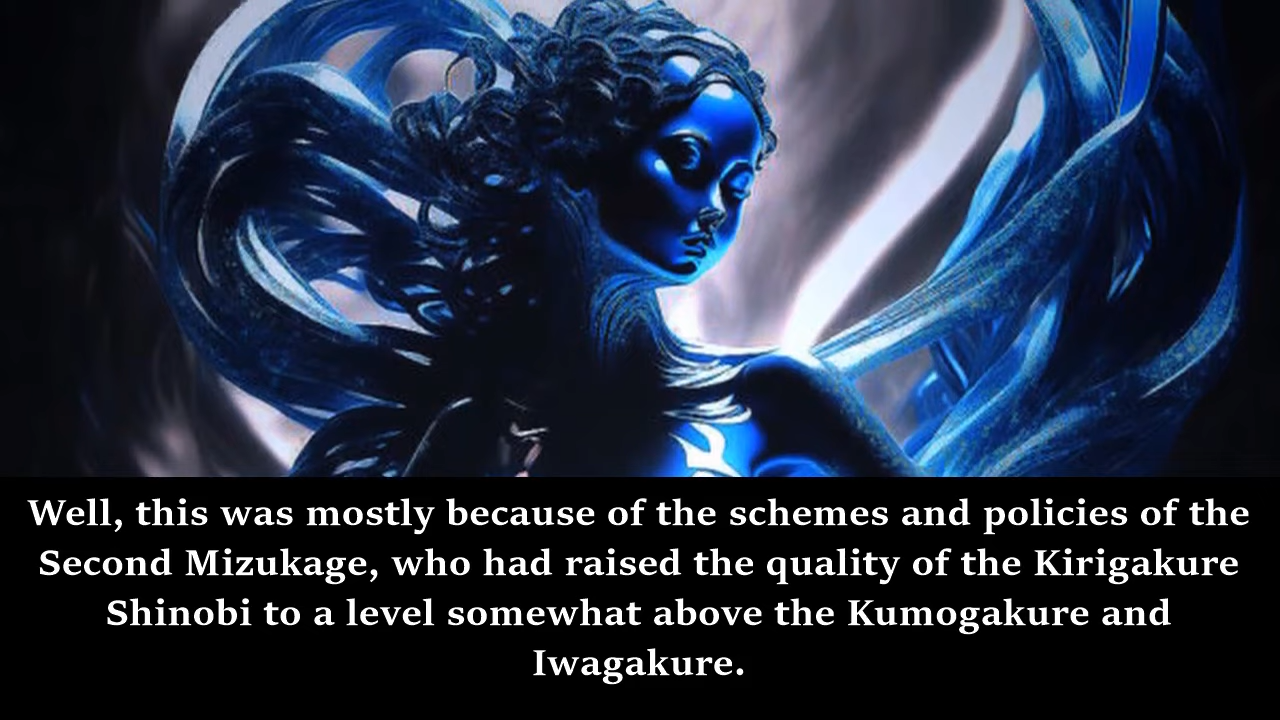 Well, this was mostly because of the schemes and policies of the
Second Mizukage, who had raised the quality of the Kirigakure
Shinobi to a level somewhat above the Kumogakure and
Iwagakure.